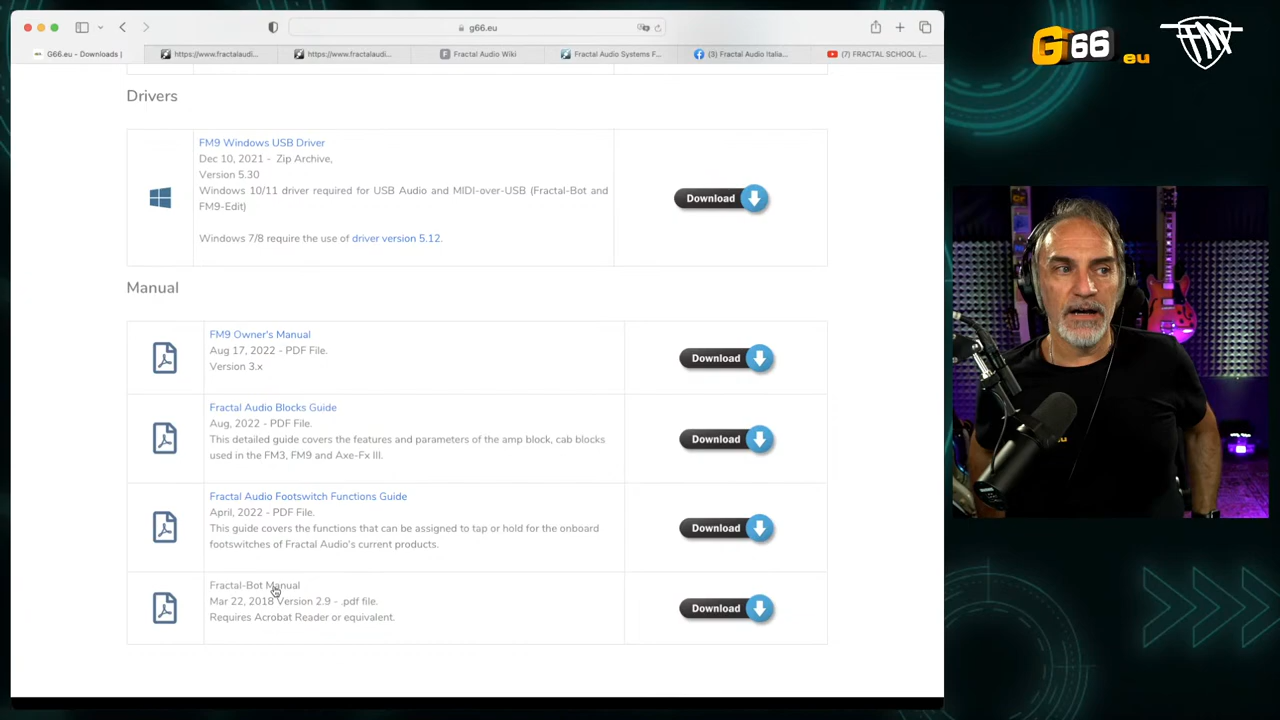 g66.eu
G66.eu - Downloads |
https://www.fractalaudi...
https://www.fractalaudi...
Fractal Audio Wiki
Fractal Audio Systems F...
(3) Fractal Audio Italia...
(7) FRACTAL SCHOOL (...
G66
eu
FMJ
Drivers
FM9 Windows USB Driver
Dec 10, 2021 - Zip Archive,
Version 5.30
Windows 10/11 driver required for USB Audio and MIDI-over-USB (Fractal-Bot and
FM9-Edit)
Windows 7/8 require the use of driver version 5.12.
Download
Manual
FM9 Owner's Manual
Aug 17, 2022 - PDF File.
Version 3.x
Download
Fractal Audio Blocks Guide
Aug, 2022 - PDF File.
This detailed guide covers the features and parameters of the amp block, cab blocks
used in the FM3, FM9 and Axe-Fx III.
Download
Fractal Audio Footswitch Functions Guide
April, 2022 - PDF File.
This guide covers the functions that can be assigned to tap or hold for the onboard
footswitches of Fractal Audio's current products.
Download
Fractal-Bot Manual
Mar 22, 2018 Version 2.9 - .pdf file.
Requires Acrobat Reader or equivalent.
Download